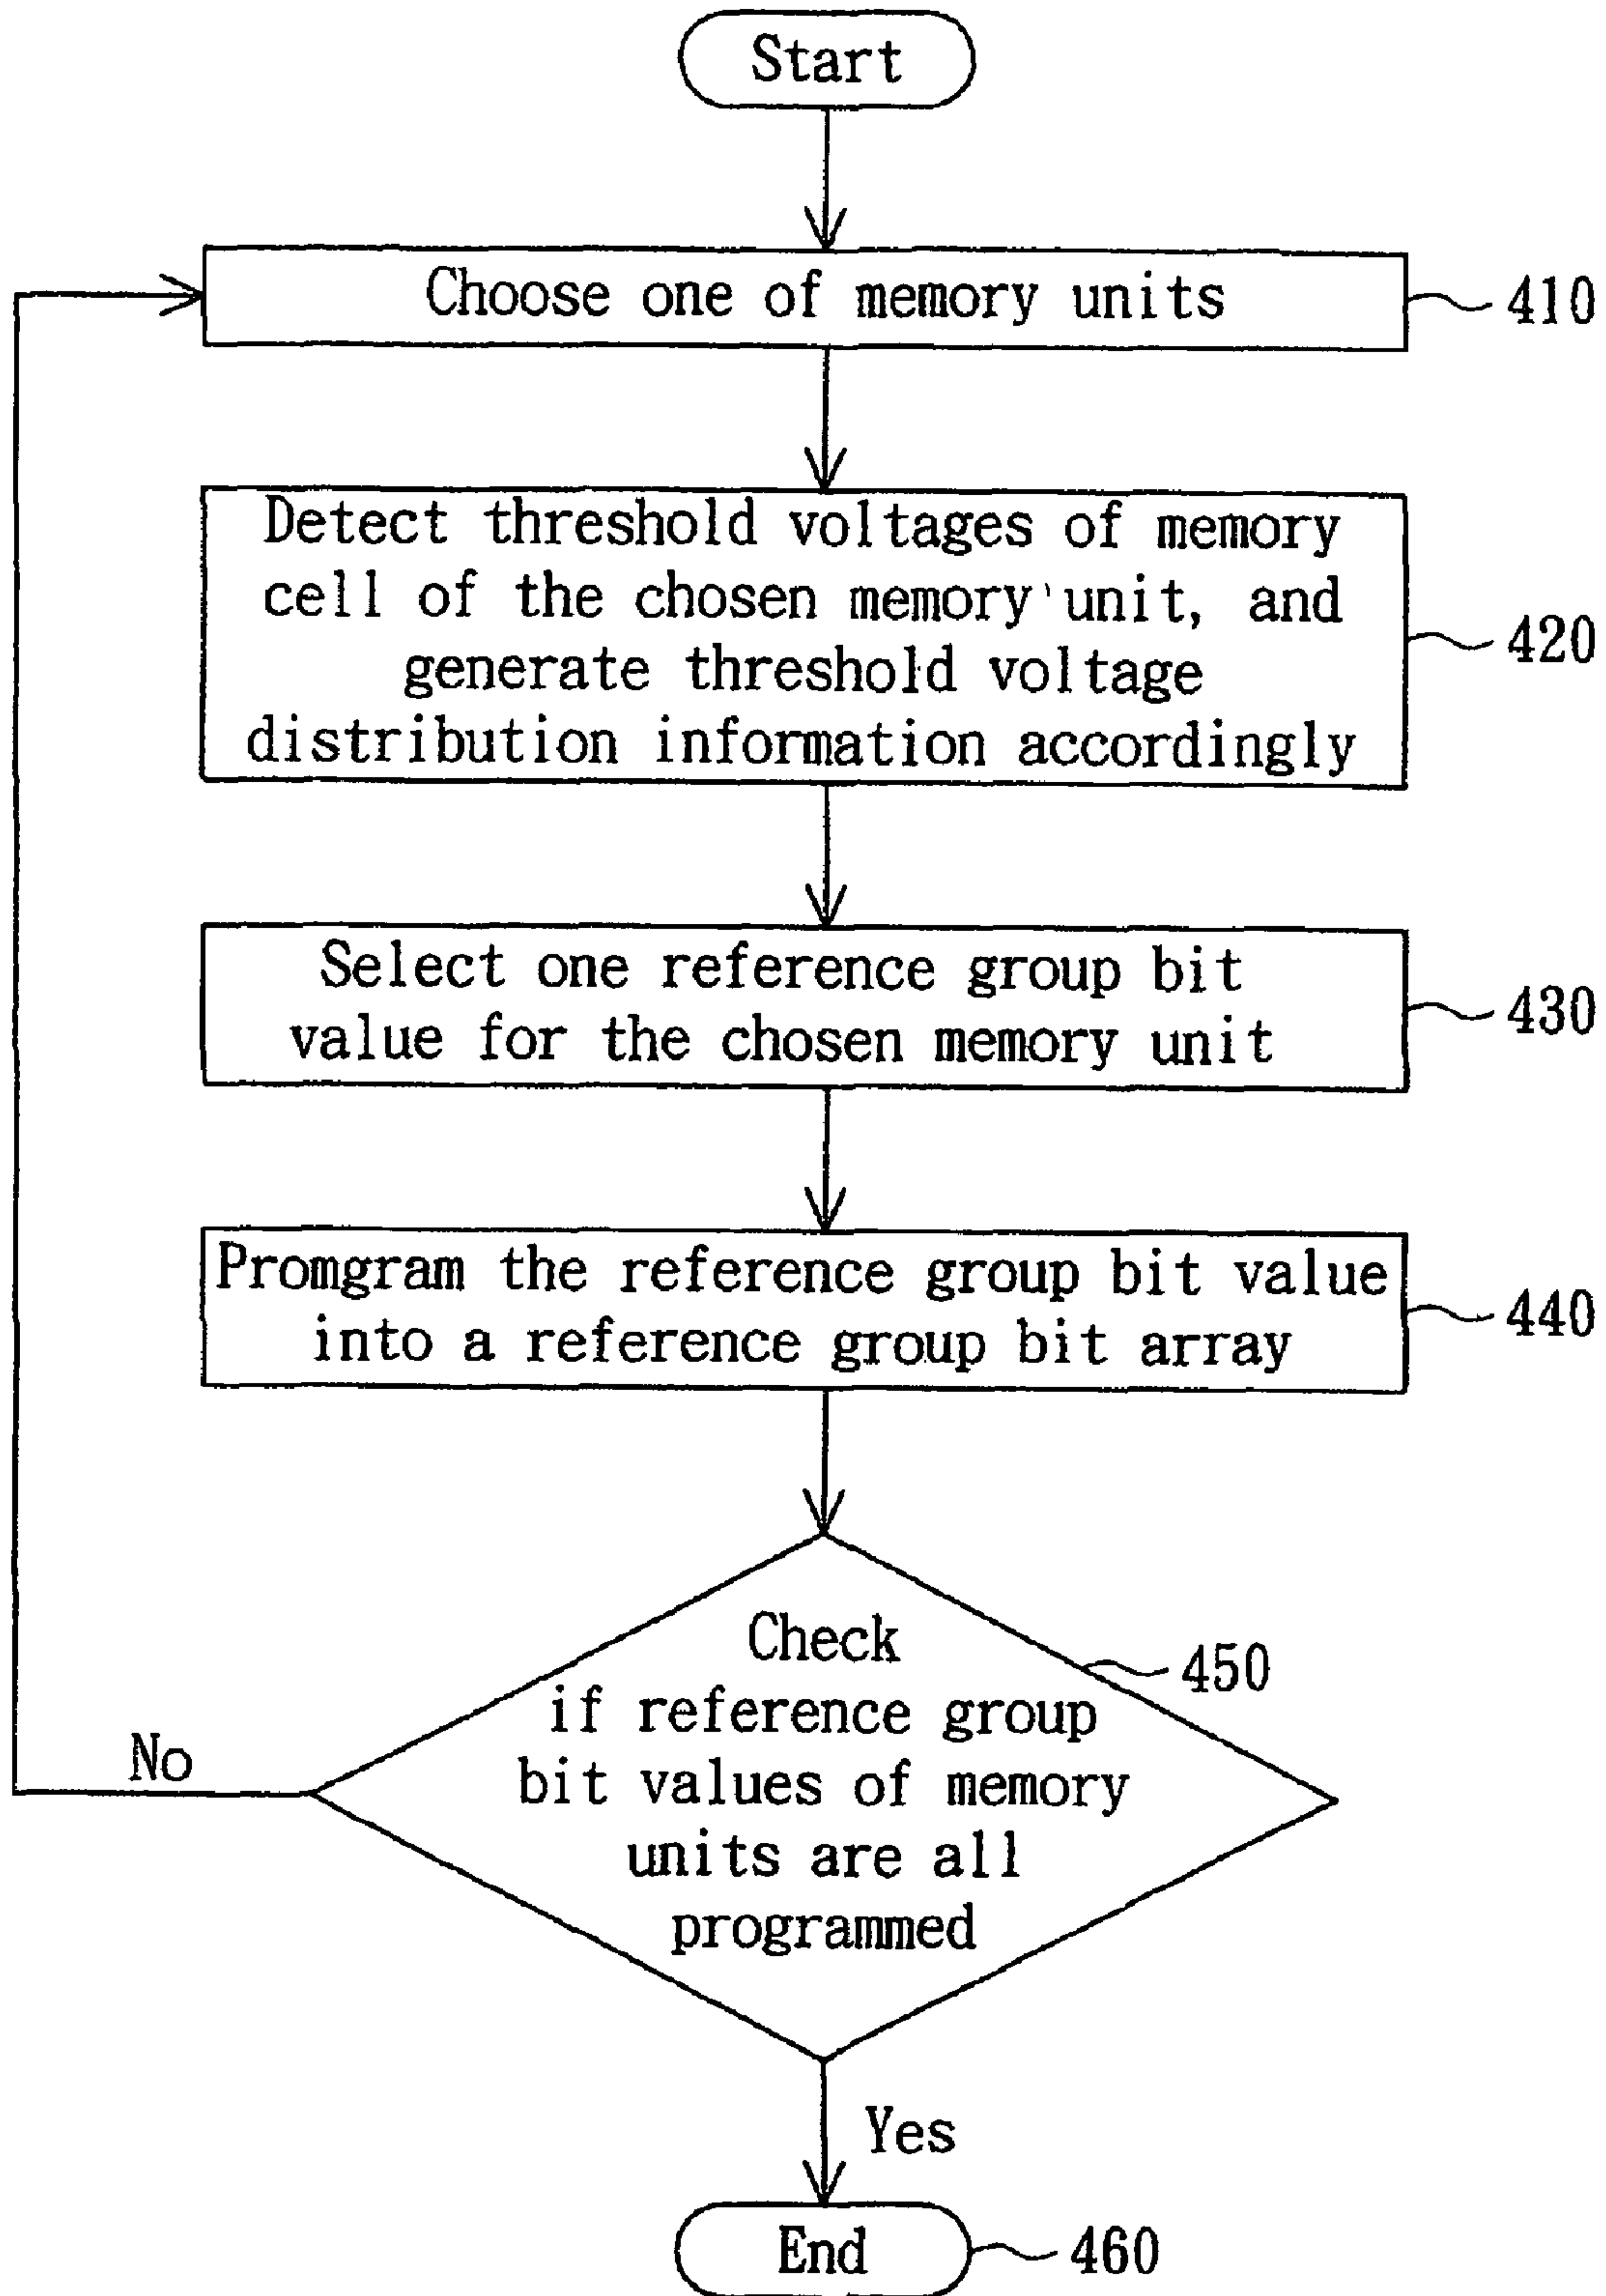 Start
Choose one of memory units
410
Detect threshold voltages of memory
cell of the chosen memory unit, and
generate threshold voltage
distribution information accordingly
420
Select one reference group bit
value for the chosen memory unit
430
Promgram the reference group bit value
into a reference group bit array
440
Check
if reference group
bit values of memory
units are all
programmed
450
No
Yes
End
460